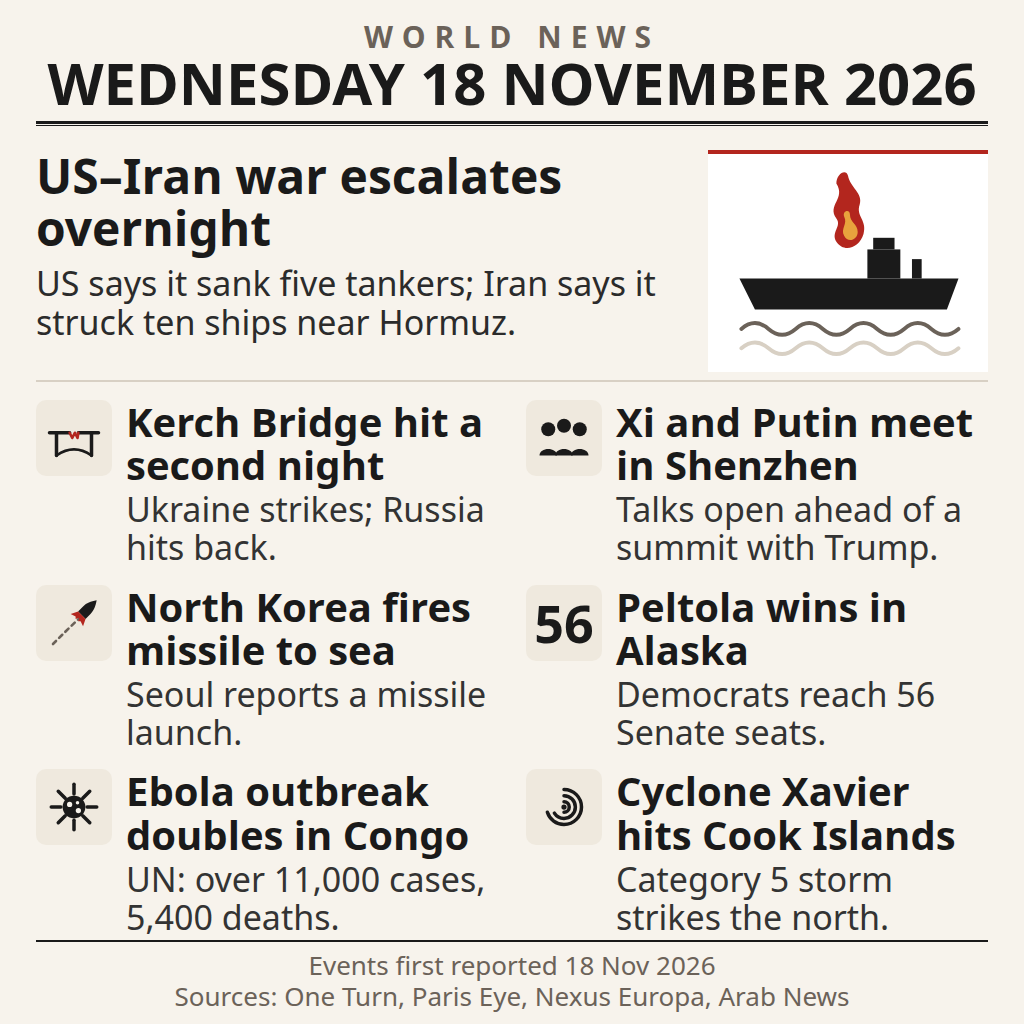 WORLD NEWS
WEDNESDAY 18 NOVEMBER 2026
US–Iran war escalates
overnight
US says it sank five tankers; Iran says it
struck ten ships near Hormuz.
Kerch Bridge hit a
second night
Ukraine strikes; Russia
hits back.
Xi and Putin meet
in Shenzhen
Talks open ahead of a
summit with Trump.
North Korea fires
missile to sea
Seoul reports a missile
launch.
56
Peltola wins in
Alaska
Democrats reach 56
Senate seats.
Ebola outbreak
doubles in Congo
UN: over 11,000 cases,
5,400 deaths.
Cyclone Xavier
hits Cook Islands
Category 5 storm
strikes the north.
Events first reported 18 Nov 2026
Sources: One Turn, Paris Eye, Nexus Europa, Arab News